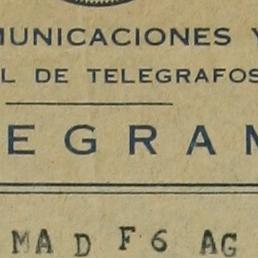 MUNICACIONES Y
L DE TELEGRAFOS
EGRAM
MA D F 6 AG